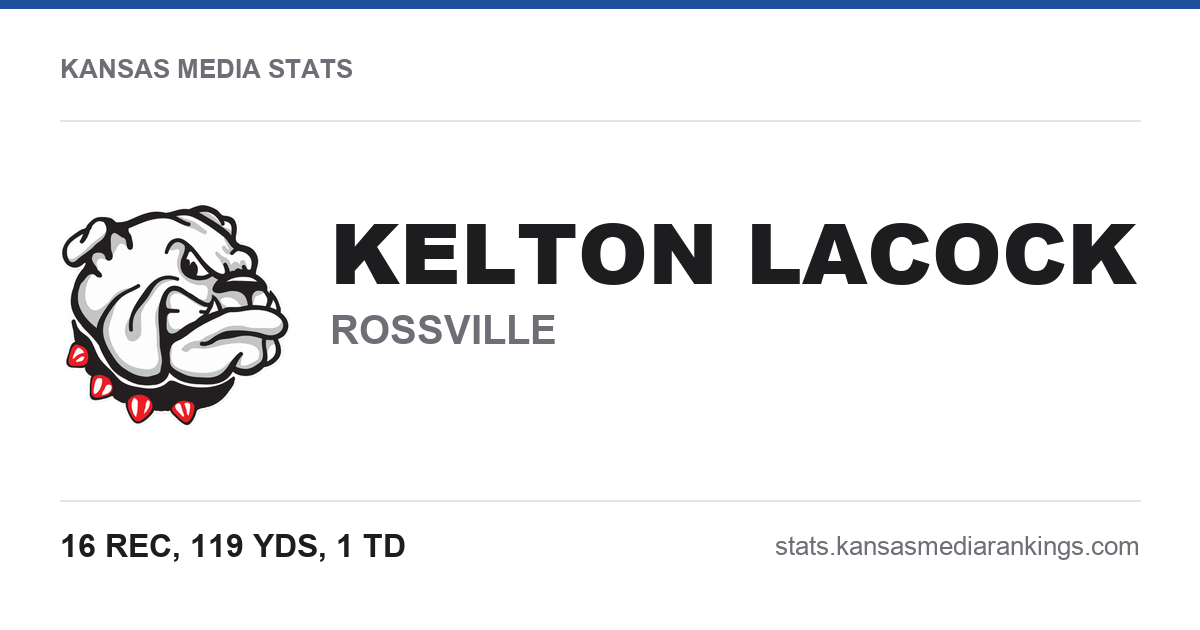 KANSAS MEDIA STATS
KELTON LACOCK
ROSSVILLE
16 REC, 119 YDS, 1 TD
stats.kansasmediarankings.com